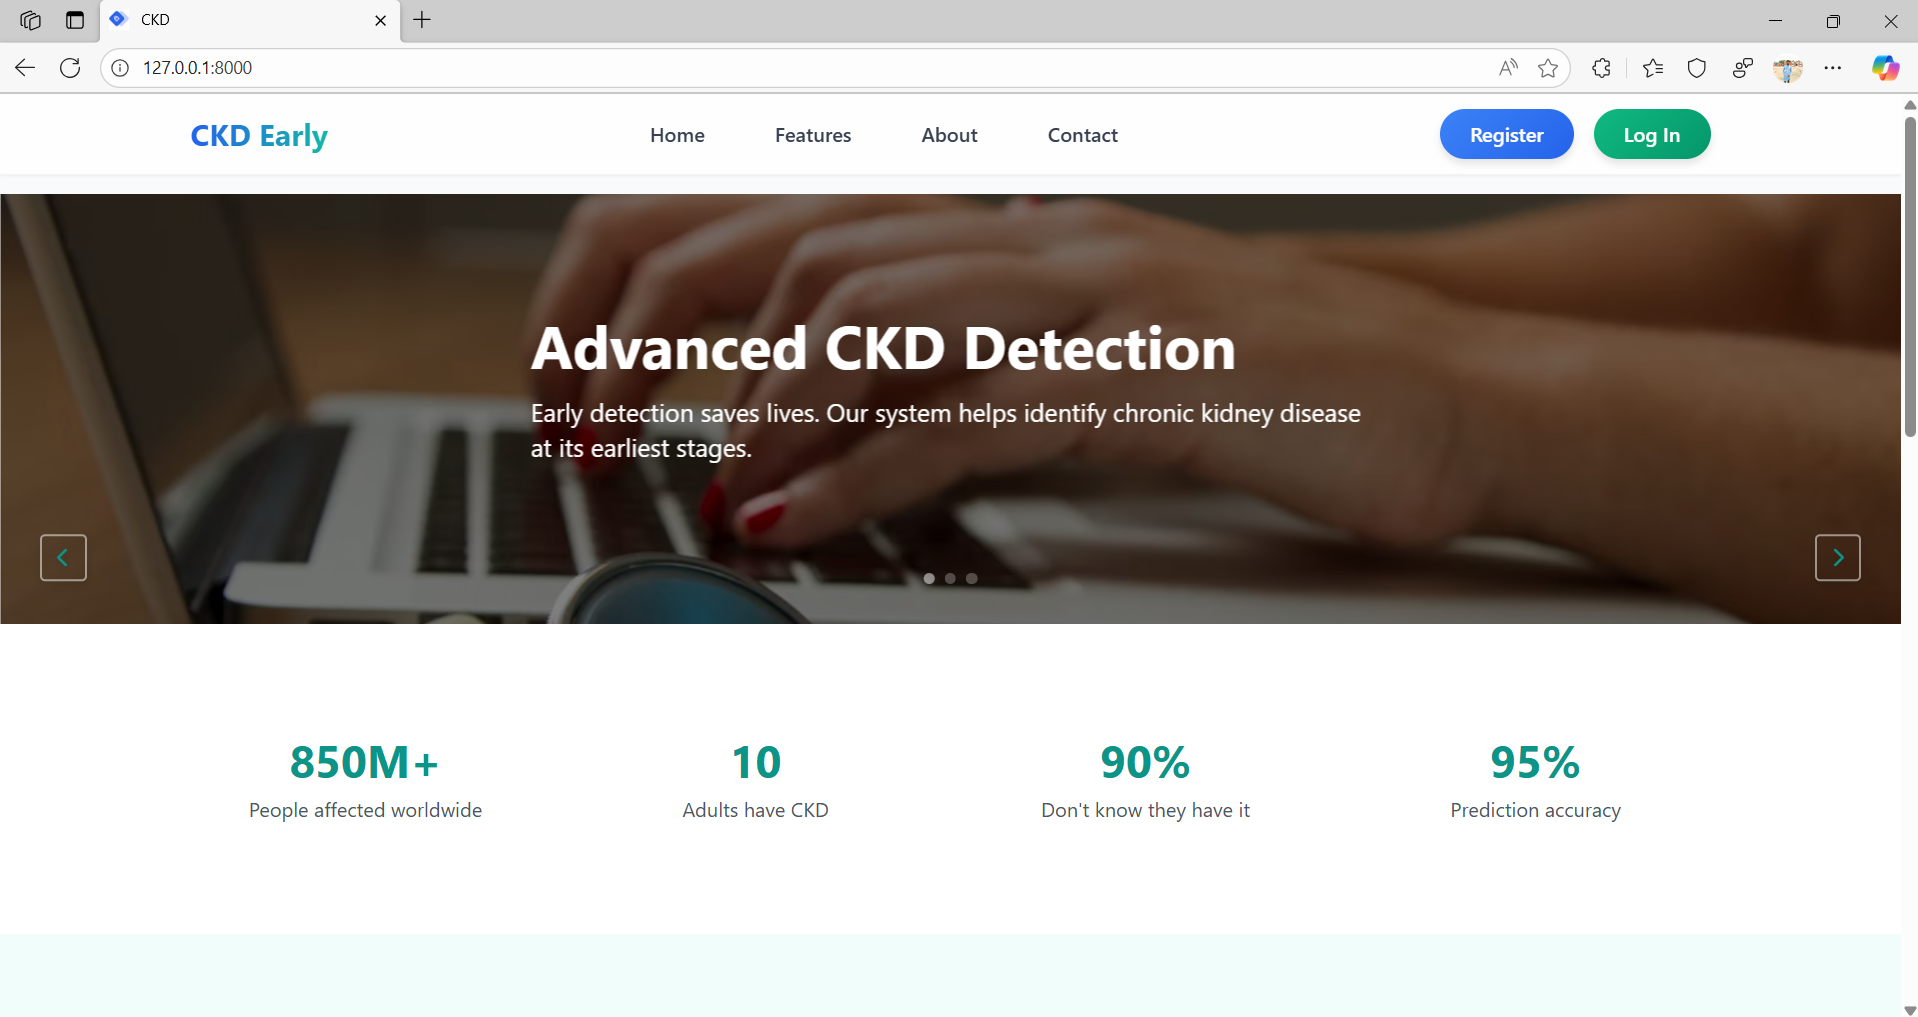 CKD
127.0.0.1:8000
CKD Early
Home
Features
About
Contact
Register
Log In
Advanced CKD Detection
Early detection saves lives. Our system helps identify chronic kidney disease
at its earliest stages.
850M+
People affected worldwide
10
Adults have CKD
90%
Don't know they have it
95%
Prediction accuracy